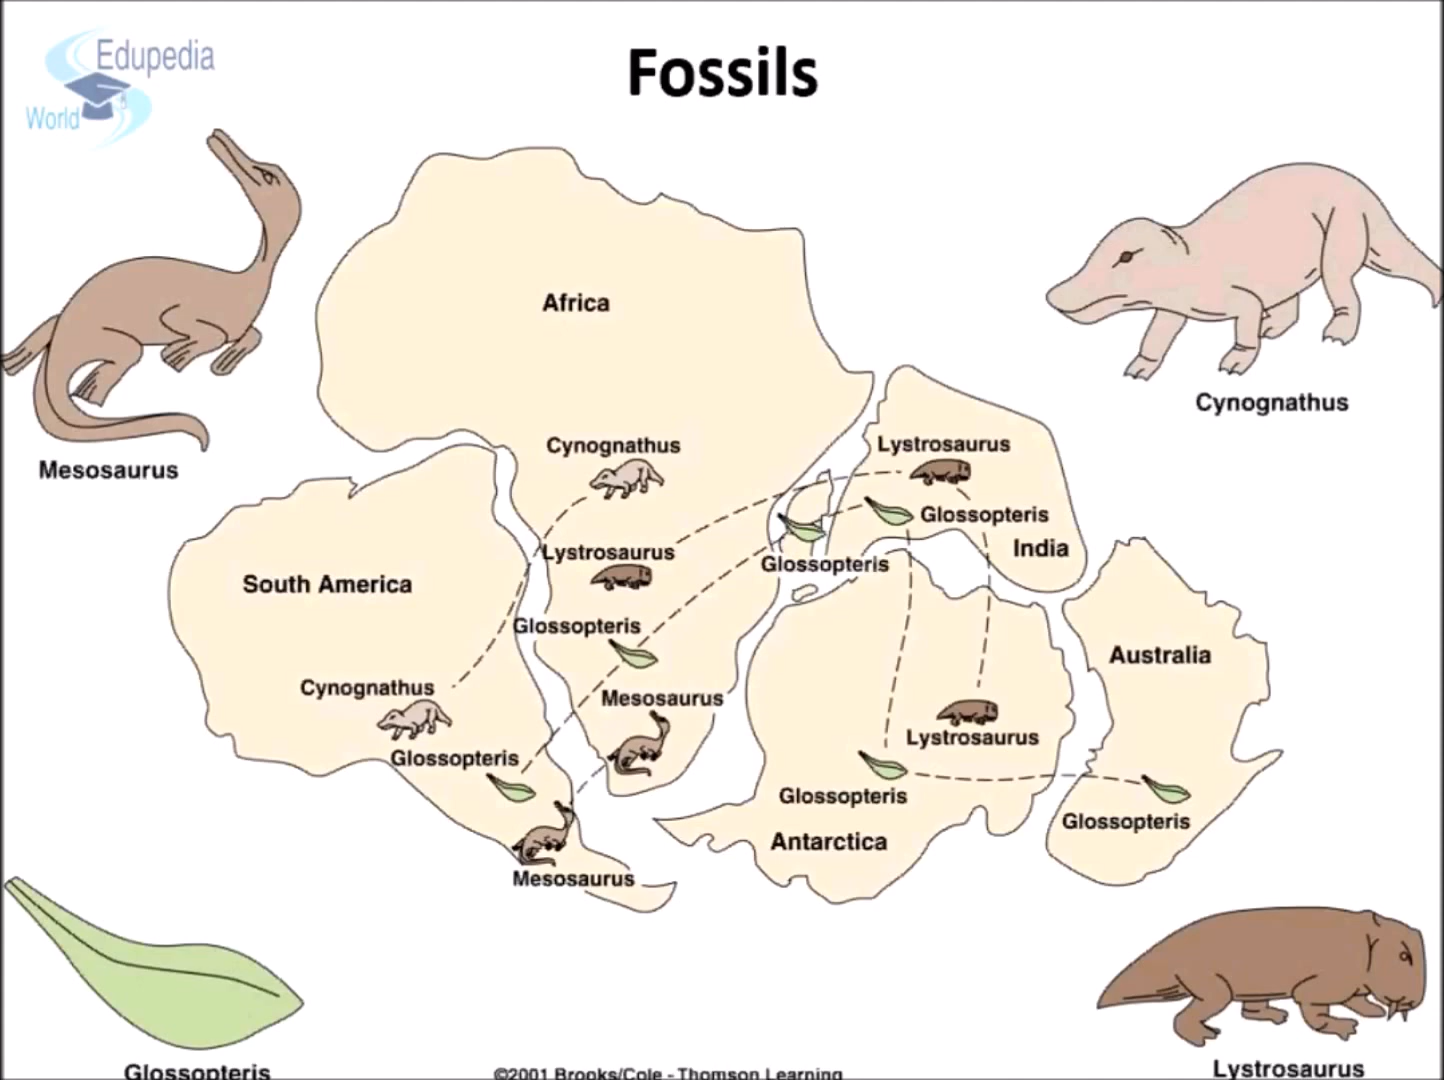 Edupedia
World
Fossils
Africa
Cynognathus
Mesosaurus
Cynognathus
Lystrosaurus
Glossopteris
India
Lystrosaurus
Glossopteris
South America
Glossopteris
Australia
Cynognathus
Mesosaurus
Glossopteris
Lystrosaurus
Glossopteris
Glossopteris
Antarctica
Mesosaurus
Glossopteris
©2001 Brooks/Cole - Thomson Learning
Lystrosaurus